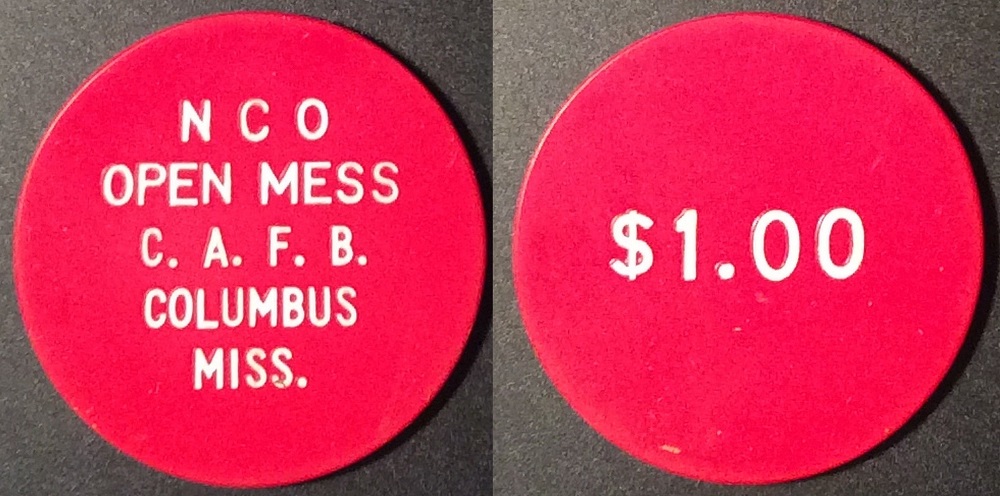 N C O
OPEN MESS
C. A. F. B.
COLUMBUS
MISS.
$1.00